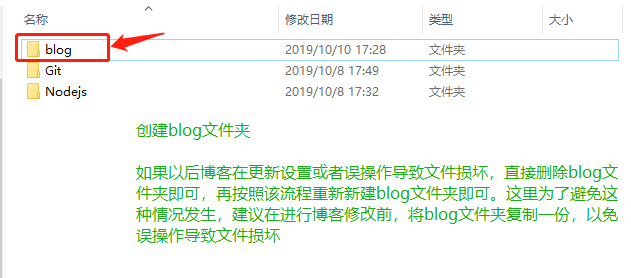 名称 修改日期 类型 大小
blog 2019/10/10 17:28 文件夹
Git 2019/10/8 17:49 文件夹
Nodejs 2019/10/8 17:32 文件夹
创建blog文件夹
如果以后博客在更新设置或者误操作导致文件损坏，直接删除blog文
件夹即可，再按照该流程重新新建blog文件夹即可。这里为了避免这
种情况发生，建议在进行博客修改前，将blog文件夹复制一份，以免
误操作导致文件损坏